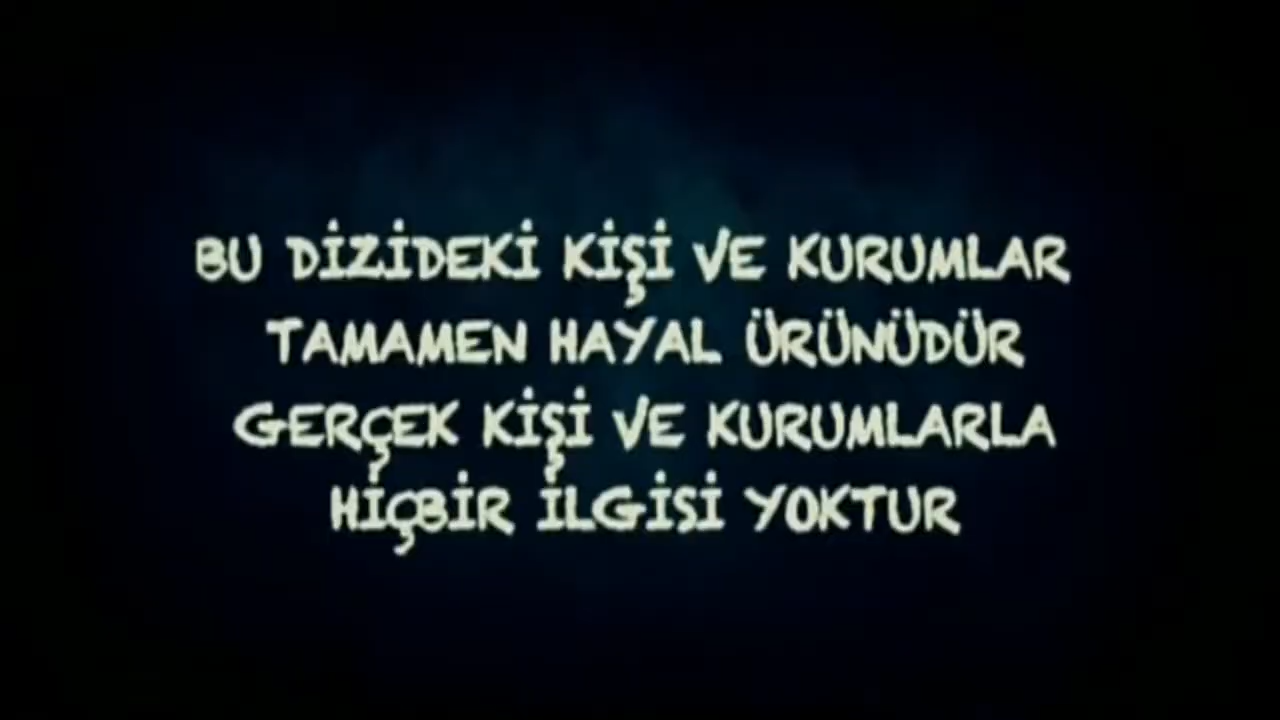 BU DİZİDEKİ KİŞİ VE KURUMLAR
TAMAMEN HAYAL ÜRÜNÜDÜR
GERÇEK KİŞİ VE KURUMLARLA
HİÇBİR İLGİSİ YOKTUR